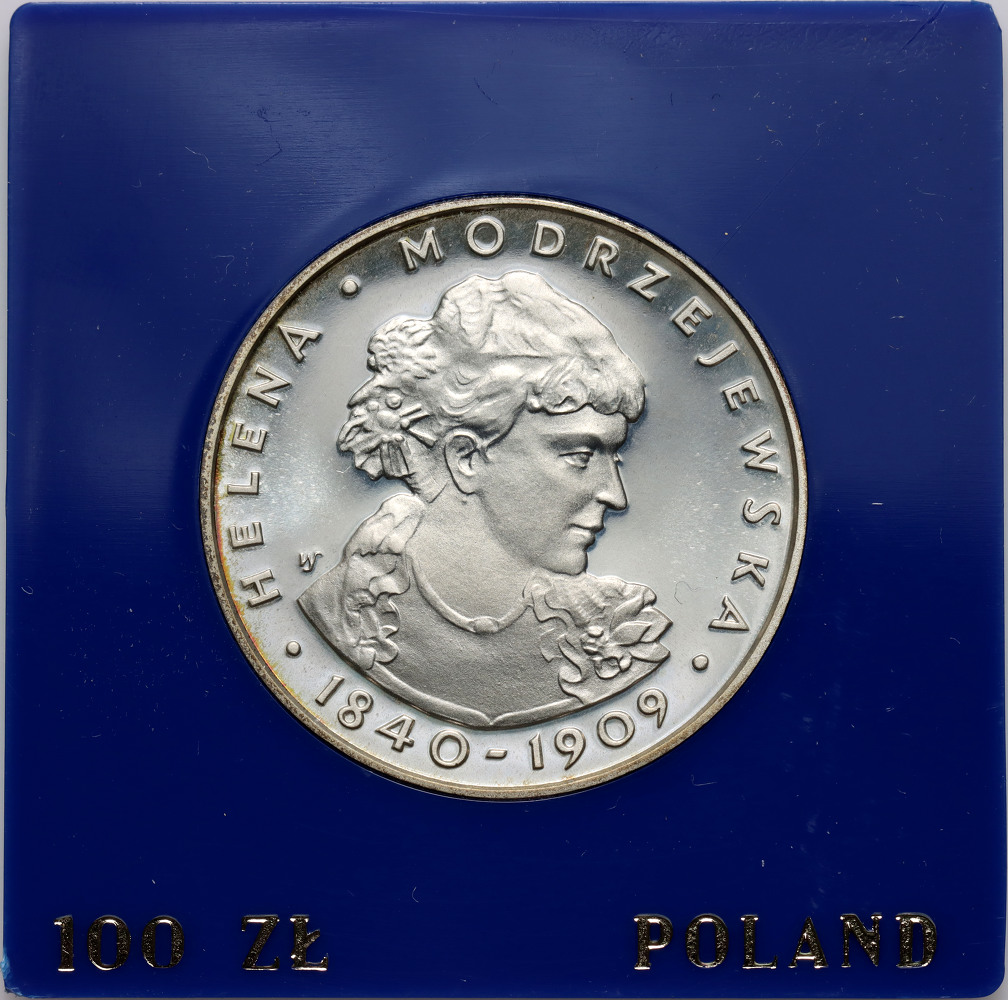 HELENA · MODRZEJEWSKA
· 1840-1909 ·
100 ZŁ
POLAND